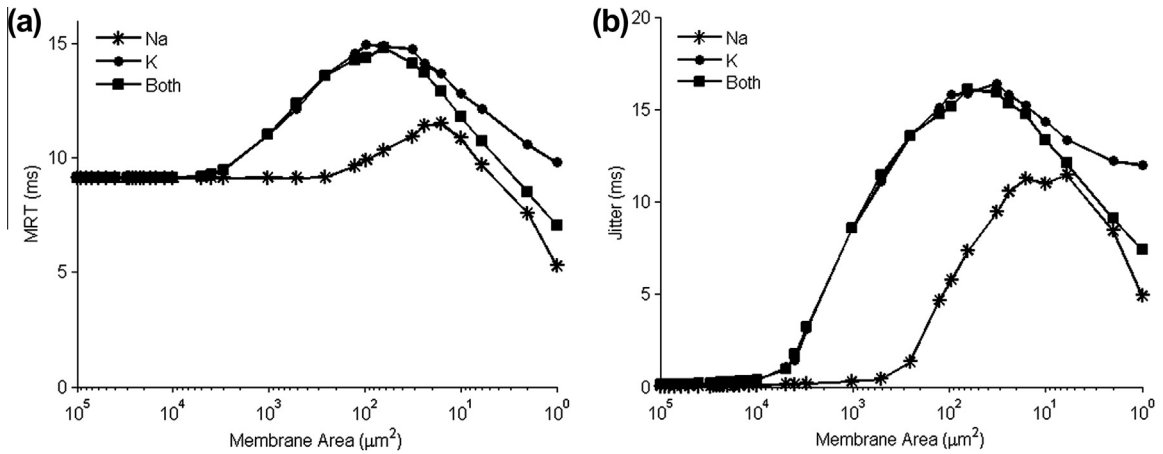 (a)
Na
K
Both
15
10
5
0
MRT (ms)
10^5 10^4 10^3 10^2 10^1 10^0
Membrane Area (μm^2)
(b)
Na
K
Both
20
15
10
5
0
Jitter (ms)
10^5 10^4 10^3 10^2 10^1 10^0
Membrane Area (μm^2)